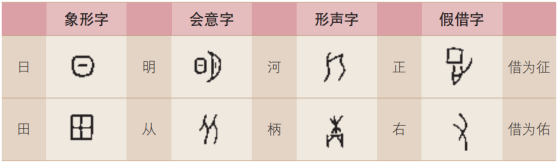 象形字 会意字 形声字 假借字
日 明 河 正 借为征
田 从 柄 右 借为佑